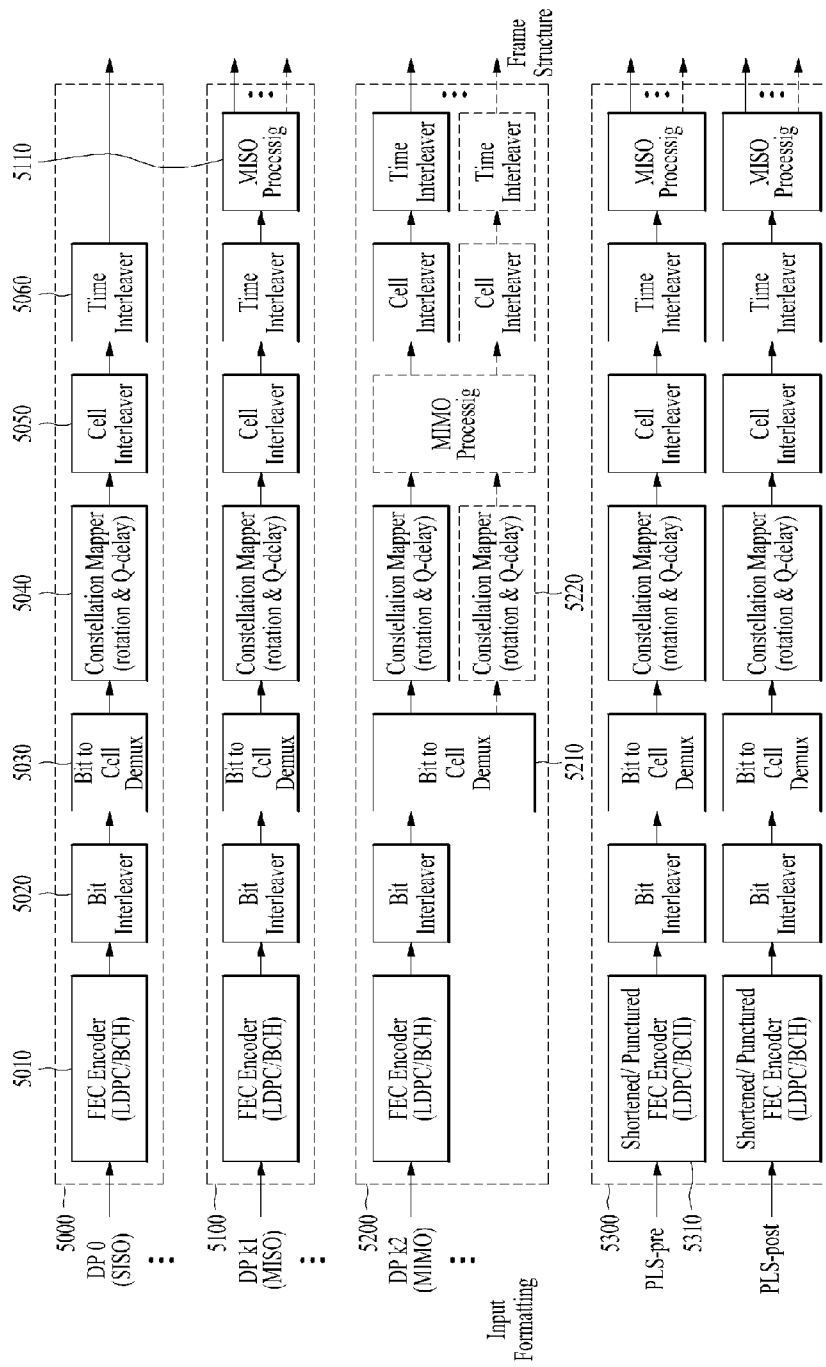 5010
5020
5030
5040
5050
5060
5110
5000
DP 0
(SISO)
FEC Encoder
(LDPC/BCH)
Bit
Interleaver
Bit to
Cell
Demux
Constellation Mapper
(rotation & Q-delay)
Cell
Interleaver
Time
Interleaver
5100
DP k1
(MISO)
FEC Encoder
(LDPC/BCH)
Bit
Interleaver
Bit to
Cell
Demux
Constellation Mapper
(rotation & Q-delay)
Cell
Interleaver
Time
Interleaver
MISO
Processig
5200
DP k2
(MIMO)
FEC Encoder
(LDPC/BCH)
Bit
Interleaver
Bit to Cell
Demux
5210
Constellation Mapper
(rotation & Q-delay)
Constellation Mapper
(rotation & Q-delay)
5220
MIMO
Processig
Cell
Interleaver
Cell
Interleaver
Time
Interleaver
Time
Interleaver
Input
Formatting
Frame
Structure
5300
PLS-pre
5310
Shortened/ Punctured
FEC Encoder
(LDPC/BCII)
Bit
Interleaver
Bit to
Cell
Demux
Constellation Mapper
(rotation & Q-delay)
Cell
Interleaver
Time
Interleaver
MISO
Processig
PLS-post
Shortened/ Punctured
FEC Encoder
(LDPC/BCH)
Bit
Interleaver
Bit to
Cell
Demux
Constellation Mapper
(rotation & Q-delay)
Cell
Interleaver
Time
Interleaver
MISO
Processig